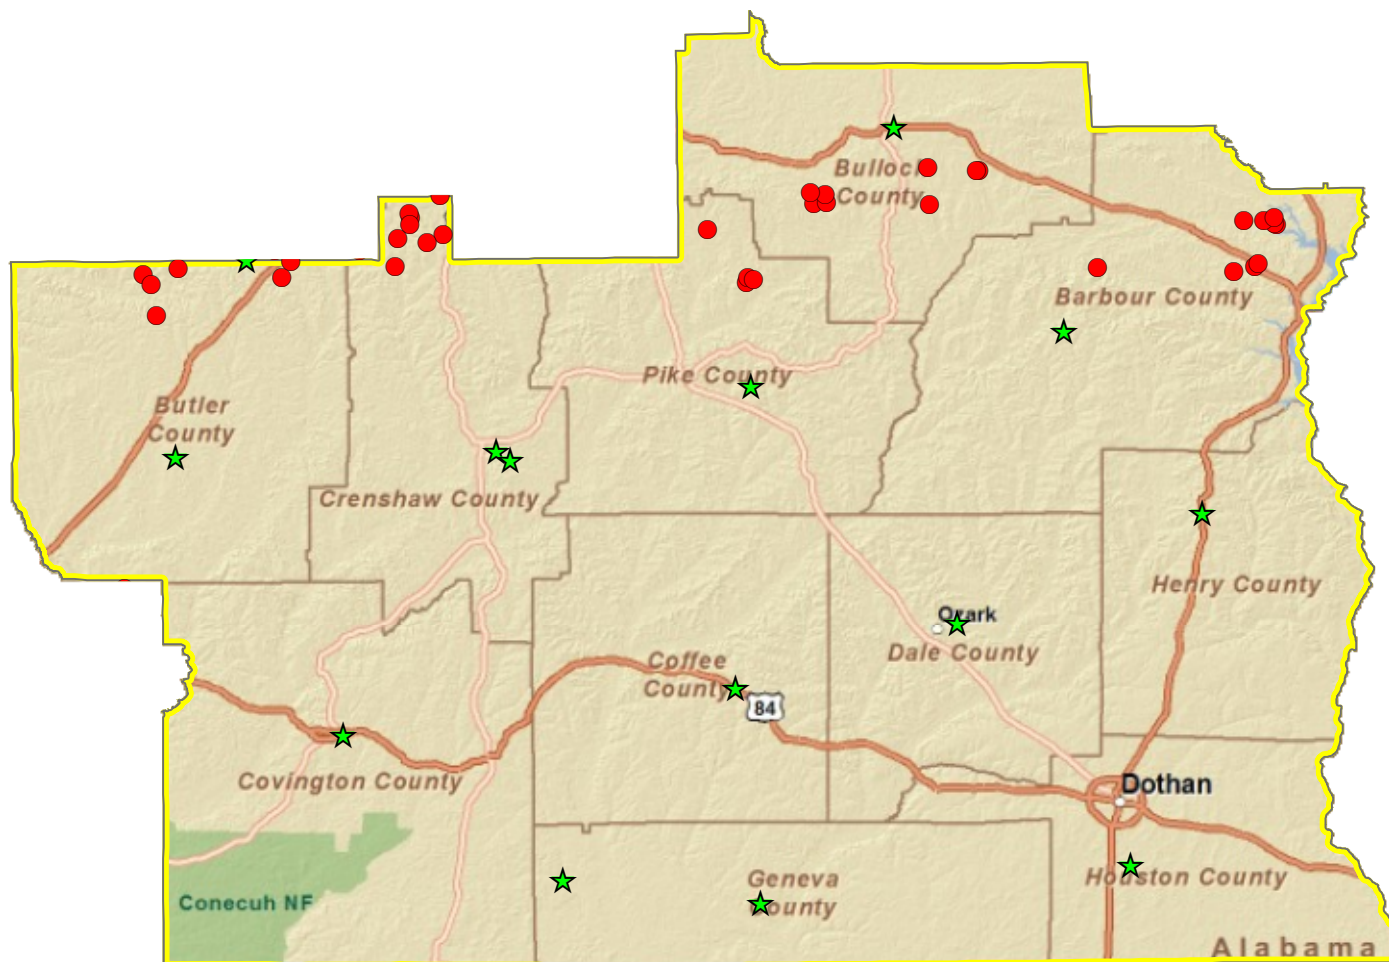 Bullock
County
Barbour County
Pike County
Butler
County
Crenshaw County
Henry County
Ozark
Dale County
Coffee
County
84
Covington County
Dothan
Conecuh NF
Geneva
County
Houston County
Alabama